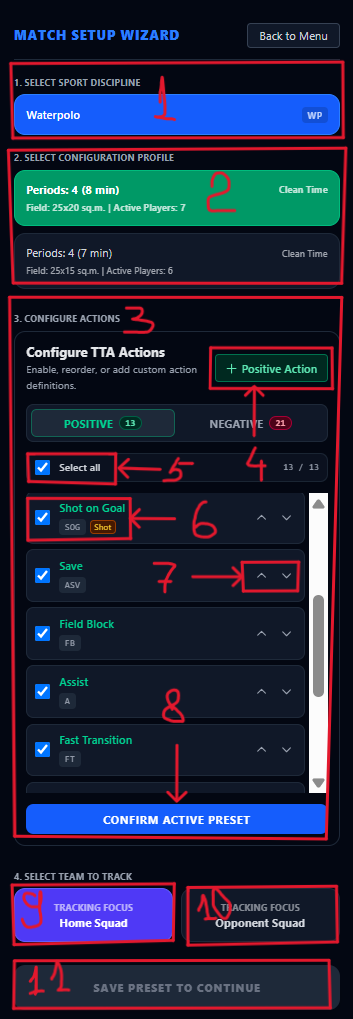 MATCH SETUP WIZARD
Back to Menu
1. SELECT SPORT DISCIPLINE
Waterpolo
WP
1
2. SELECT CONFIGURATION PROFILE
Periods: 4 (8 min)
Clean Time
Field: 25x20 sq.m. | Active Players: 7
2
Periods: 4 (7 min)
Clean Time
Field: 25x15 sq.m. | Active Players: 6
3. CONFIGURE ACTIONS
3
Configure TTA Actions
Enable, reorder, or add custom action
definitions.
+ Positive Action
4
POSITIVE 13
NEGATIVE 21
Select all
5
13 / 13
Shot on Goal
SOG Shot
6
Save
ASV
7
Field Block
FB
Assist
A
8
Fast Transition
FT
CONFIRM ACTIVE PRESET
4. SELECT TEAM TO TRACK
9
TRACKING FOCUS
Home Squad
10
TRACKING FOCUS
Opponent Squad
11
SAVE PRESET TO CONTINUE